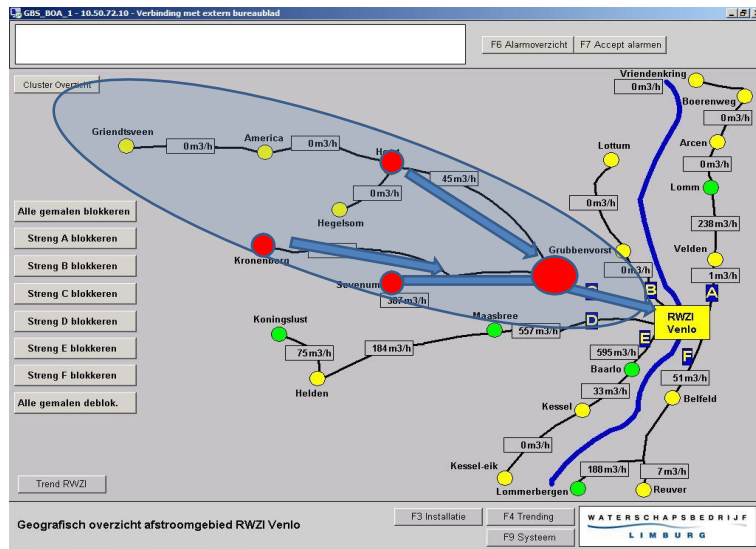 GBS_BOA_1 - 10.50.72.10 - Verbinding met extern bureaublad
F6 Alarmoverzicht
F7 Accept alarmen
Cluster Overzicht
Vriendenkring
0m3/h
Boerenweg
0m3/h
Griendtsveen
0m3/h
America
0m3/h
Lottum
Arcen
0m3/h
45m3/h
0m3/h
Hegelsom
0m3/h
Lomm
238m3/h
Alle gemalen blokkeren
Streng A blokkeren
Streng B blokkeren
Streng C blokkeren
Streng D blokkeren
Streng E blokkeren
Streng F blokkeren
Alle gemalen deblok.
Kronenberg
Grubbenvorst
Velden
0m3/h
1m3/h
Sevenum
387m3/h
B
A
RWZI
Venlo
Koningslust
Maasbree
D
557m3/h
E
F
75m3/h
184m3/h
595m3/h
Baarlo
51m3/h
Helden
33m3/h
Kessel
Belfeld
0m3/h
Kessel-eik
188m3/h
7m3/h
Lommerbergen
Reuver
Trend RWZI
Geografisch overzicht afstroomgebied RWZI Venlo
F3 Installatie
F4 Trending
F9 Systeem
WATERSCHAPSBEDRIJF
LIMBURG